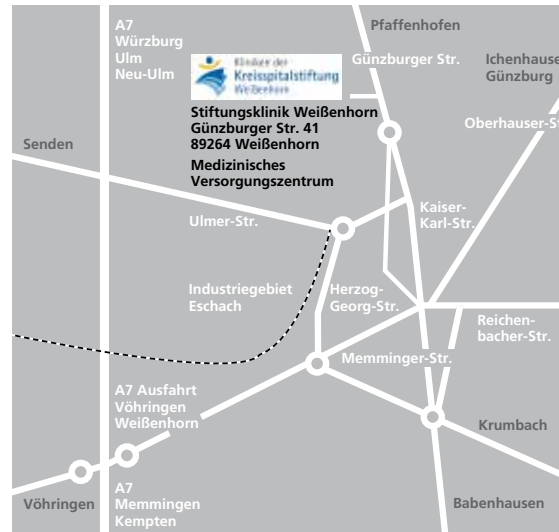 A7
Würzburg
Ulm
Neu-Ulm
Pfaffenhofen
Günzburger Str.
Ichenhause
Günzburg
Kliniken der
Kreisspitalstiftung
Weißenhorn
Stiftungsklinik Weißenhorn
Günzburger Str. 41
89264 Weißenhorn
Medizinisches
Versorgungszentrum
Oberhauser-St
Senden
Ulmer-Str.
Kaiser-
Karl-Str.
Industriegebiet
Eschach
Herzog-
Georg-Str.
Reichen-
bacher-Str.
Memminger-Str.
A7 Ausfahrt
Vöhringen
Weißenhorn
Krumbach
Vöhringen
A7
Memmingen
Kempten
Babenhausen